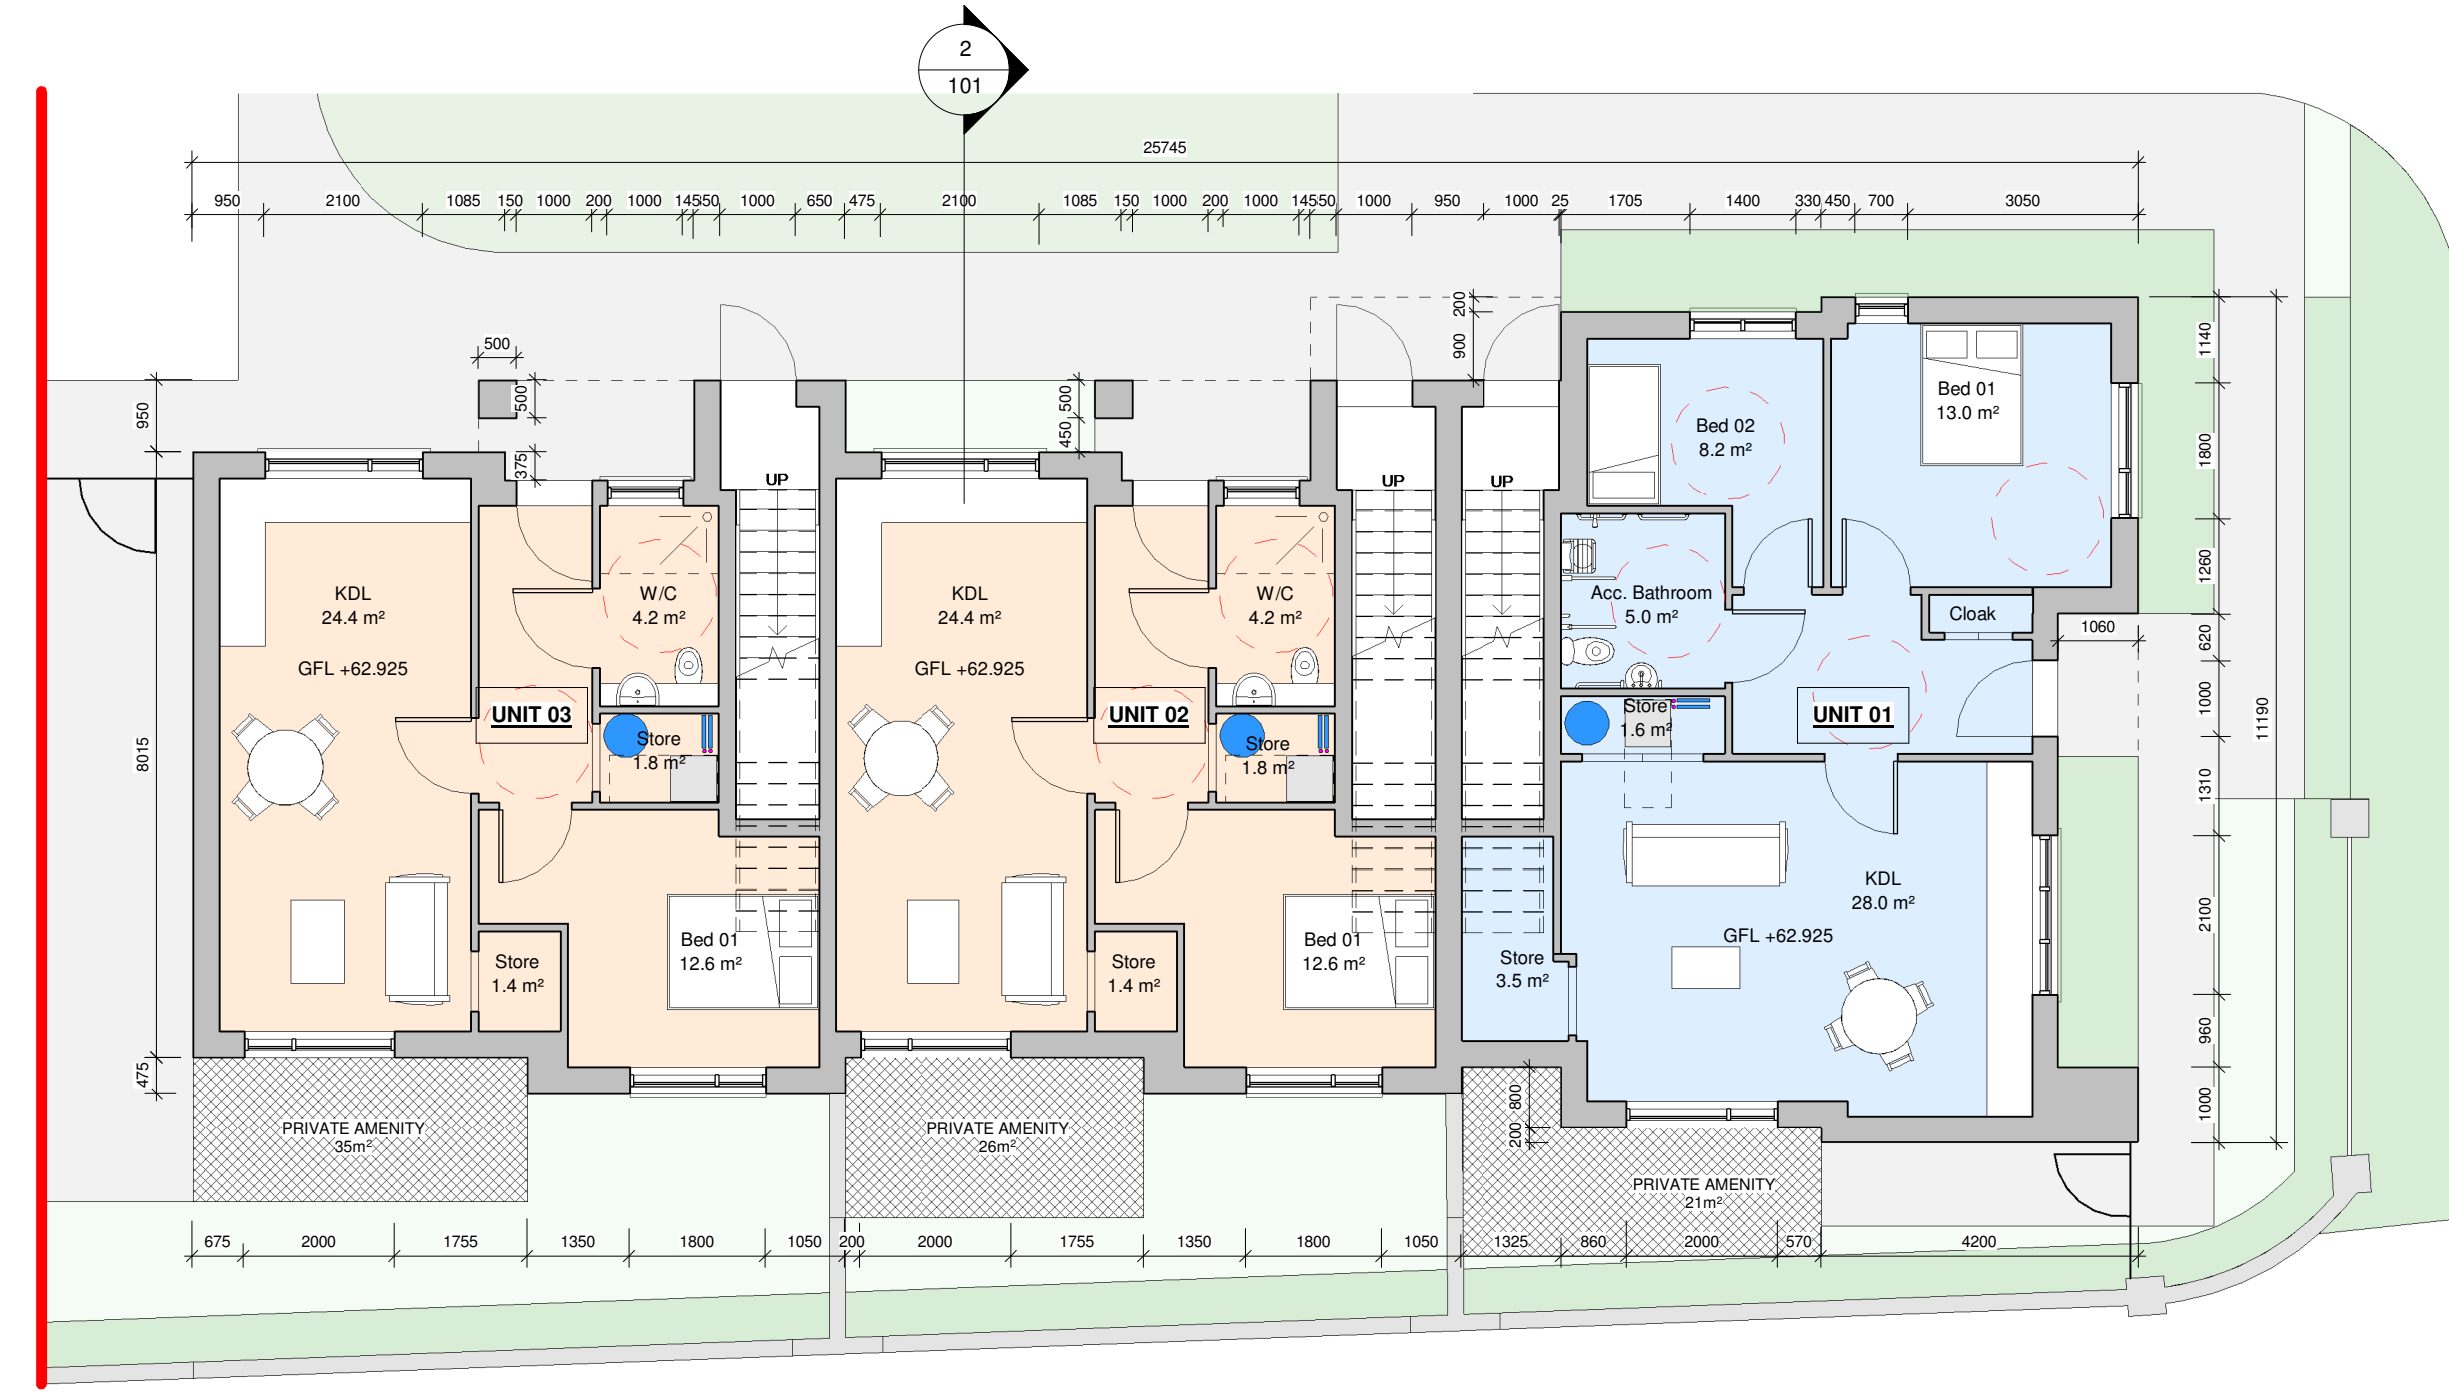 2
101
25745
950 2100 1085 150 1000 200 1000 145 550 1000 650 475 2100 1085 150 1000 200 1000 145 550 1000 950 1000 25 1705 1400 330 450 700 3050
200
900
500
500
375
500
450
950
8015
475
1140
1800
1260
620
1000
1310
2100
960
1000
11190
1060
UP
UP
UP
KDL
24.4 m²
GFL +62.925
W/C
4.2 m²
UNIT 03
Store
1.8 m²
Store
1.4 m²
Bed 01
12.6 m²
KDL
24.4 m²
GFL +62.925
W/C
4.2 m²
UNIT 02
Store
1.8 m²
Store
1.4 m²
Bed 01
12.6 m²
Bed 02
8.2 m²
Bed 01
13.0 m²
Acc. Bathroom
5.0 m²
Cloak
Store
1.6 m²
UNIT 01
KDL
28.0 m²
GFL +62.925
Store
3.5 m²
800
200
PRIVATE AMENITY
35m²
PRIVATE AMENITY
26m²
PRIVATE AMENITY
21m²
675 2000 1755 1350 1800 1050 200 2000 1755 1350 1800 1050 1325 860 2000 570 4200